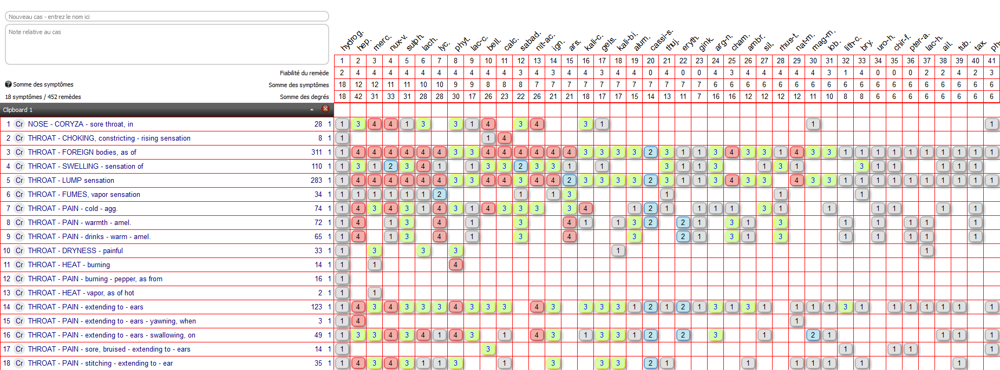 Nouveau cas - entrez le nom ici
Note relative au cas
hydrog. hep. merc. nux-v. sulph. lach. lyc. phyt. lac-c. bell. calc. sabad. nit-ac. ign. ars. kali-c. gels. kali-bi. alum. cassi-s. thuj. eryth. gink. arg-n. cham. ambr. sil. rhus-t. nat-m. mag-m. lob. lith-c. bry. uro-h. chir-f. pter-a. lac-h. ail. tub. tax. ph-
1 2 3 4 5 6 7 8 9 10 11 12 13 14 15 16 17 18 19 20 21 22 23 24 25 26 27 28 29 30 31 32 33 34 35 36 37 38 39 40 41
Fiabilité du remède 2 4 4 4 4 4 4 4 4 4 4 3 4 3 4 4 3 4 4 0 4 0 0 4 3 4 4 4 4 4 3 1 4 0 0 0 2 2 4 2 3
Somme des symptômes Somme des symptômes 18 12 12 11 11 10 10 9 9 8 8 8 7 7 7 7 7 7 7 7 7 7 7 6 6 6 6 6 6 6 6 6 6 6 6 6 6 6 6 6 6
18 symptômes / 452 remèdes Somme des degrés 18 42 31 33 31 28 28 30 17 26 23 22 26 21 21 18 17 18 17 14 13 11 7 16 16 12 12 12 12 11 10 8 8 6 6 6 6 6 6 6 6
Clipboard 1
1 Cr NOSE - CORYZA - sore throat, in 28 1 1 3 4 4 1 3 3 1 4 3 4 3 1 1 1
2 Cr THROAT - CHOKING, constricting - rising sensation 8 1 1 1 4
3 Cr THROAT - FOREIGN bodies, as of 311 1 1 4 4 4 4 4 4 3 3 4 4 4 4 4 4 3 3 3 3 2 3 1 1 3 4 3 3 1 4 3 3 1 1 1 1 1 1 1 1 1 1
4 Cr THROAT - SWELLING - sensation of 110 1 1 3 1 2 3 4 1 1 3 3 2 3 3 1 1 3 1 1 3 1 3 1 3 1 1 1 1 1
5 Cr THROAT - LUMP sensation 283 1 1 4 4 4 4 4 4 3 3 4 4 3 4 4 2 3 3 3 3 2 3 1 1 3 4 3 3 4 3 3 1 1 1 1 1 1 1 1 1 1
6 Cr THROAT - FUMES, vapor sensation 34 1 1 1 1 1 1 1 2 1 1 3 1 1 1
7 Cr THROAT - PAIN - cold - agg. 74 1 1 4 3 4 3 1 4 3 1 4 3 3 3 3 4 1 2 1 1 1 1 3 1 1 1 1 1 1
8 Cr THROAT - PAIN - warmth - amel. 72 1 1 4 1 3 4 1 3 4 1 1 3 2 2 1 3 1 3 1 1 1 1 1
9 Cr THROAT - PAIN - drinks - warm - amel. 65 1 1 4 1 3 4 1 3 4 3 2 1 3 1 3 1 1 1 1 1
10 Cr THROAT - DRYNESS - painful 33 1 1 3 3 3 1 1
11 Cr THROAT - HEAT - burning 14 1 1 1 4
12 Cr THROAT - PAIN - burning - pepper, as from 16 1 1
13 Cr THROAT - HEAT - vapor, as of hot 2 1 1 1
14 Cr THROAT - PAIN - extending to - ears 123 1 1 4 3 4 3 3 3 4 3 3 3 4 3 3 3 3 1 2 1 2 1 3 1 3 1 1 1 1 3 1 1 1 1 1 1 1
15 Cr THROAT - PAIN - extending to - ears - yawning, when 3 1 1 4 1
16 Cr THROAT - PAIN - extending to - ears - swallowing, on 49 1 1 3 3 4 3 4 1 4 3 1 4 3 1 3 3 1 2 2 3 1 2 1 1 1 1
17 Cr THROAT - PAIN - sore, bruised - extending to - ears 14 1 1 3 1 1 1 1
18 Cr THROAT - PAIN - stitching - extending to - ear 35 1 1 4 3 4 3 1 1 3 1 3 3 3 2 1 1 1 1 1 1 1